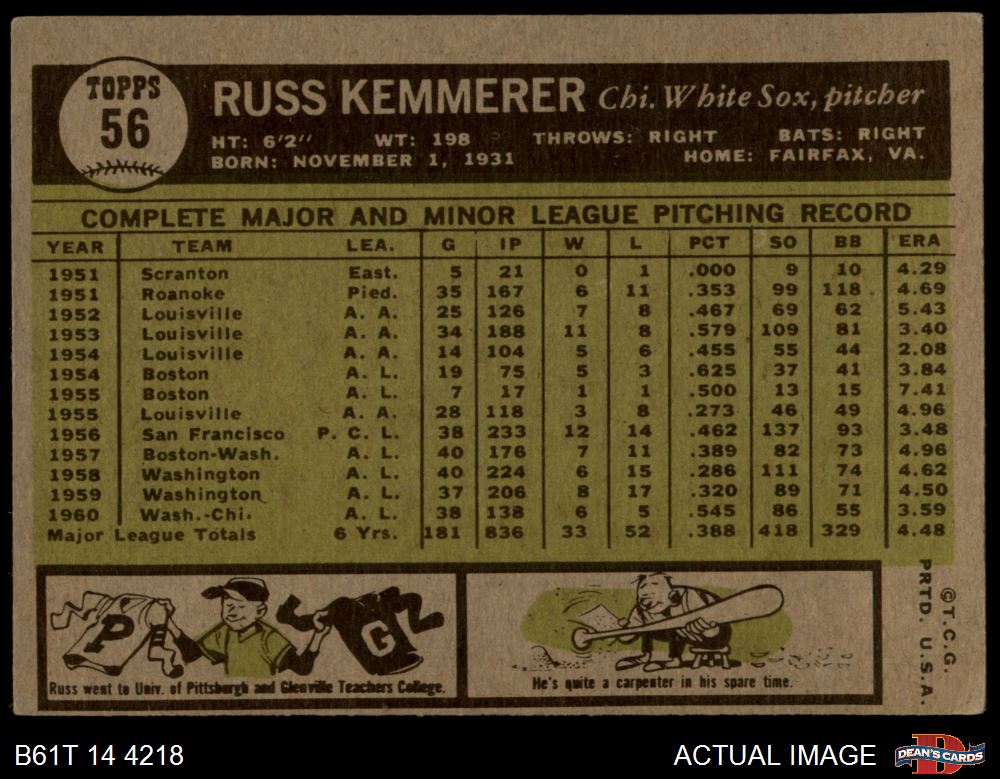 TOPPS
56
RUSS KEMMERER Chi. White Sox, pitcher
HT: 6'2" WT: 198 THROWS: RIGHT BATS: RIGHT
BORN: NOVEMBER 1, 1931 HOME: FAIRFAX, VA.
COMPLETE MAJOR AND MINOR LEAGUE PITCHING RECORD
YEAR TEAM LEA. G IP W L PCT SO BB ERA
1951 Scranton East. 5 21 0 1 .000 9 10 4.29
1951 Roanoke Pied. 35 167 6 11 .353 99 118 4.69
1952 Louisville A. A. 25 126 7 8 .467 69 62 5.43
1953 Louisville A. A. 34 188 11 8 .579 109 81 3.40
1954 Louisville A. A. 14 104 5 6 .455 55 44 2.08
1954 Boston A. L. 19 75 5 3 .625 37 41 3.84
1955 Boston A. L. 7 17 1 1 .500 13 15 7.41
1955 Louisville A. A. 28 118 3 8 .273 46 49 4.96
1956 San Francisco P. C. L. 38 233 12 14 .462 137 93 3.48
1957 Boston-Wash. A. L. 40 176 7 11 .389 82 73 4.96
1958 Washington A. L. 40 224 6 15 .286 111 74 4.62
1959 Washington A. L. 37 206 8 17 .320 89 71 4.50
1960 Wash.-Chi. A. L. 38 138 6 5 .545 86 55 3.59
Major League Totals 6 Yrs. 181 836 33 52 .388 418 329 4.48
P
G
Russ went to Univ. of Pittsburgh and Glenville Teachers College.
He's quite a carpenter in his spare time.
©T.C.G.
PRTD. U.S.A.
B61T 14 4218
ACTUAL IMAGE
D
DEAN'S CARDS